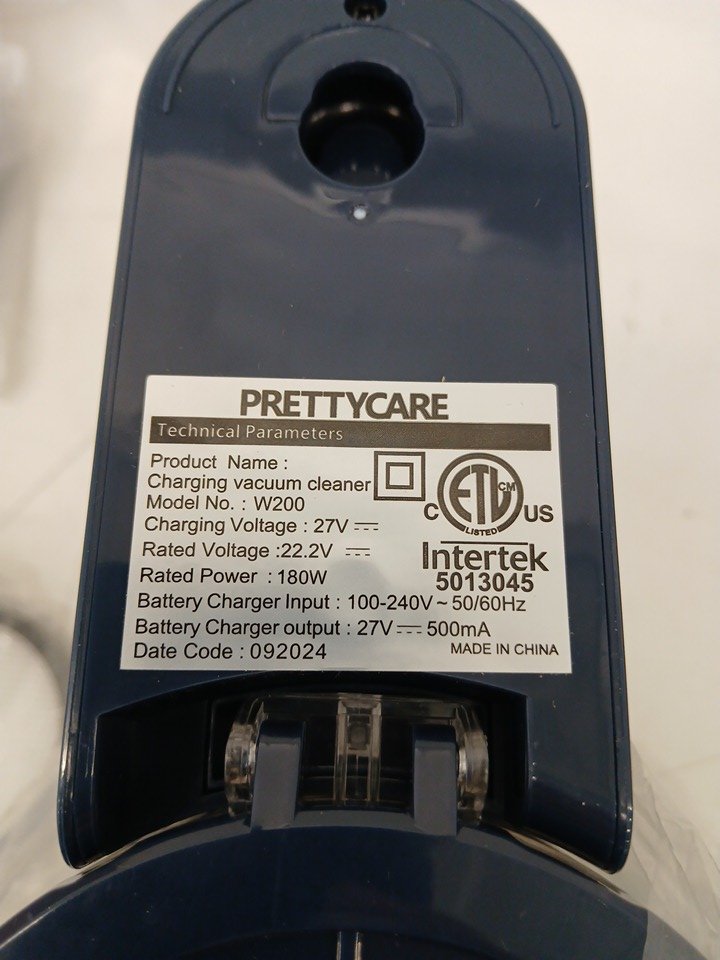 PRETTYCARE
Technical Parameters
Product Name :
Charging vacuum cleaner
Model No. : W200
Charging Voltage : 27V ⎓
Rated Voltage :22.2V ⎓
Rated Power : 180W
Battery Charger Input : 100-240V ~ 50/60Hz
Battery Charger output : 27V ⎓ 500mA
Date Code : 092024
ETL CM
LISTED
C US
Intertek
5013045
MADE IN CHINA